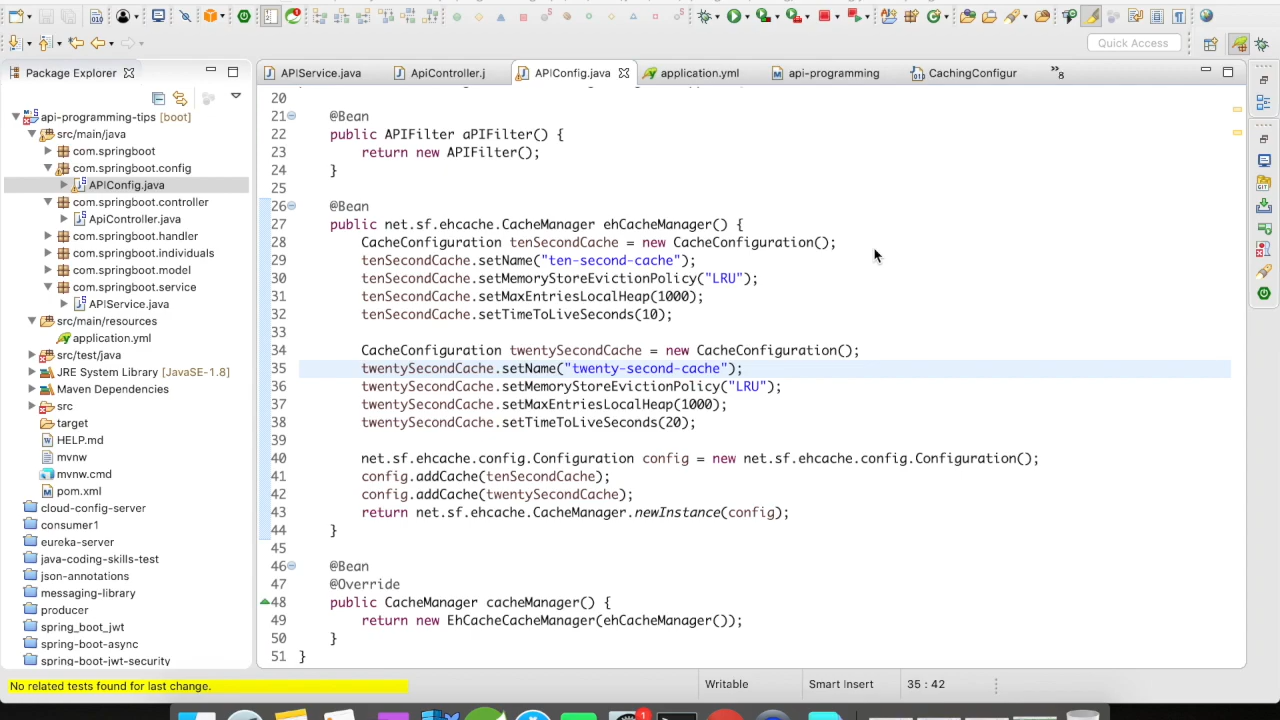 Quick Access
Package Explorer
APIService.java
ApiController.j
APIConfig.java
application.yml
api-programming
CachingConfigur
8
api-programming-tips [boot]
src/main/java
com.springboot
com.springboot.config
APIConfig.java
com.springboot.controller
ApiController.java
com.springboot.handler
com.springboot.individuals
com.springboot.model
com.springboot.service
APIService.java
src/main/resources
application.yml
src/test/java
JRE System Library [JavaSE-1.8]
Maven Dependencies
src
target
HELP.md
mvnw
mvnw.cmd
pom.xml
cloud-config-server
consumer1
eureka-server
java-coding-skills-test
json-annotations
messaging-library
producer
spring_boot_jwt
spring-boot-async
spring-boot-jwt-security
20
21 @Bean
22 public APIFilter aPIFilter() {
23 return new APIFilter();
24 }
25
26 @Bean
27 public net.sf.ehcache.CacheManager ehCacheManager() {
28 CacheConfiguration tenSecondCache = new CacheConfiguration();
29 tenSecondCache.setName("ten-second-cache");
30 tenSecondCache.setMemoryStoreEvictionPolicy("LRU");
31 tenSecondCache.setMaxEntriesLocalHeap(1000);
32 tenSecondCache.setTimeToLiveSeconds(10);
33
34 CacheConfiguration twentySecondCache = new CacheConfiguration();
35 twentySecondCache.setName("twenty-second-cache");
36 twentySecondCache.setMemoryStoreEvictionPolicy("LRU");
37 twentySecondCache.setMaxEntriesLocalHeap(1000);
38 twentySecondCache.setTimeToLiveSeconds(20);
39
40 net.sf.ehcache.config.Configuration config = new net.sf.ehcache.config.Configuration();
41 config.addCache(tenSecondCache);
42 config.addCache(twentySecondCache);
43 return net.sf.ehcache.CacheManager.newInstance(config);
44 }
45
46 @Bean
47 @Override
48 public CacheManager cacheManager() {
49 return new EhCacheCacheManager(ehCacheManager());
50 }
51 }
No related tests found for last change.
Writable
Smart Insert
35 : 42
1